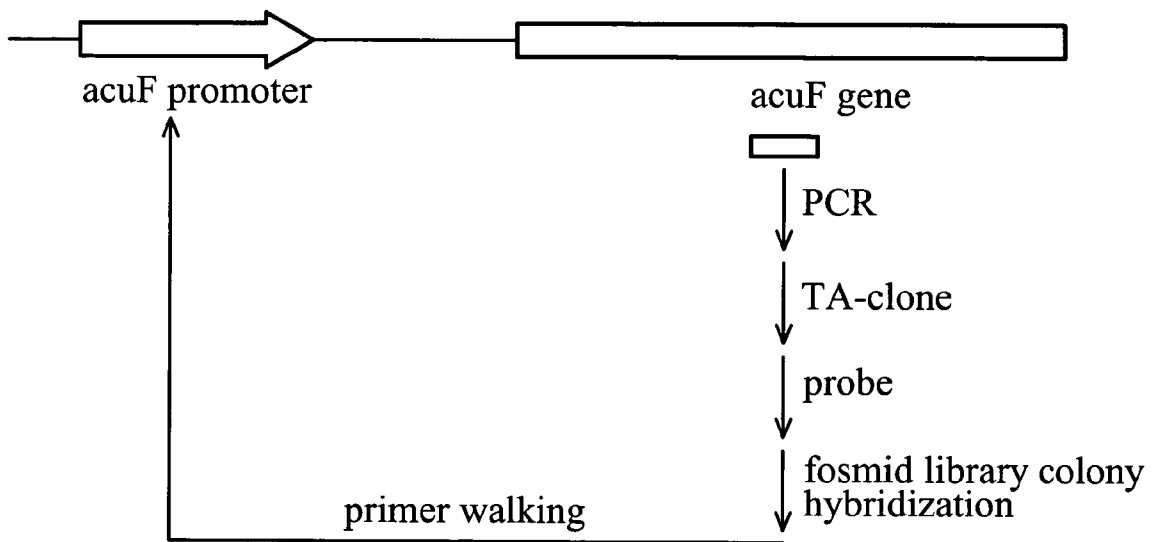 acuF promoter
acuF gene
PCR
TA-clone
probe
fosmid library colony
hybridization
primer walking